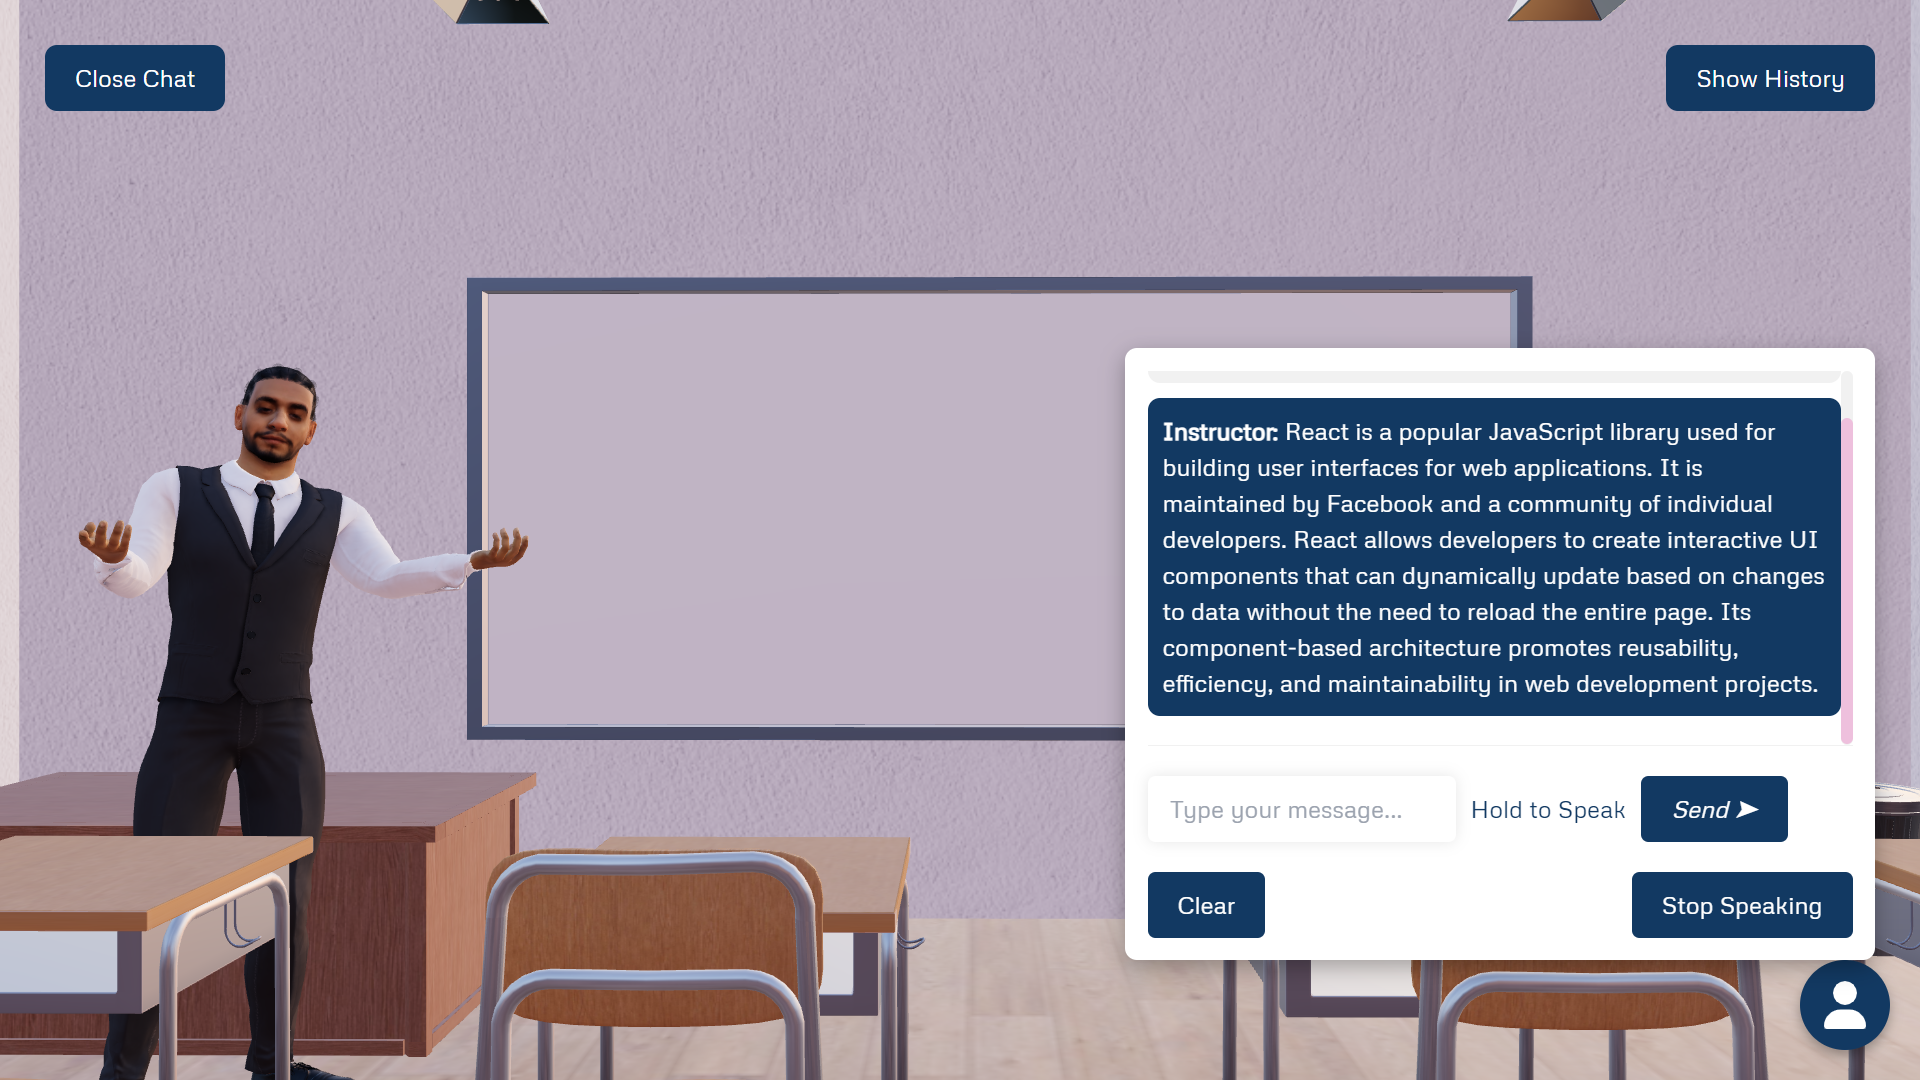 Close Chat
Show History
Instructor: React is a popular JavaScript library used for
building user interfaces for web applications. It is
maintained by Facebook and a community of individual
developers. React allows developers to create interactive UI
components that can dynamically update based on changes
to data without the need to reload the entire page. Its
component-based architecture promotes reusability,
efficiency, and maintainability in web development projects.
Type your message...
Hold to Speak
Send ➤
Clear
Stop Speaking